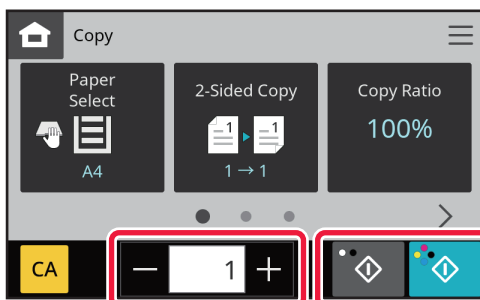 Copy
Paper
Select
A4
2-Sided Copy
1 1
1 → 1
Copy Ratio
100%
CA
1